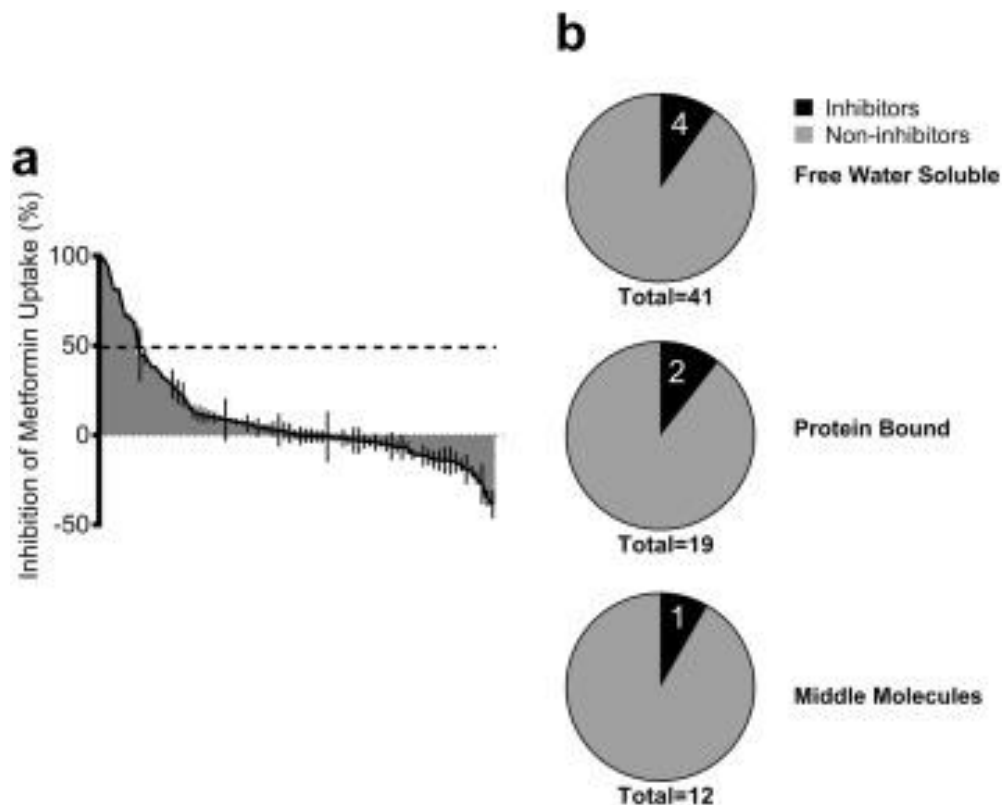 a
Inhibition of Metformin Uptake (%)
100
50
0
-50
b
4
Inhibitors
Non-inhibitors
Free Water Soluble
Total=41
2
Protein Bound
Total=19
1
Middle Molecules
Total=12